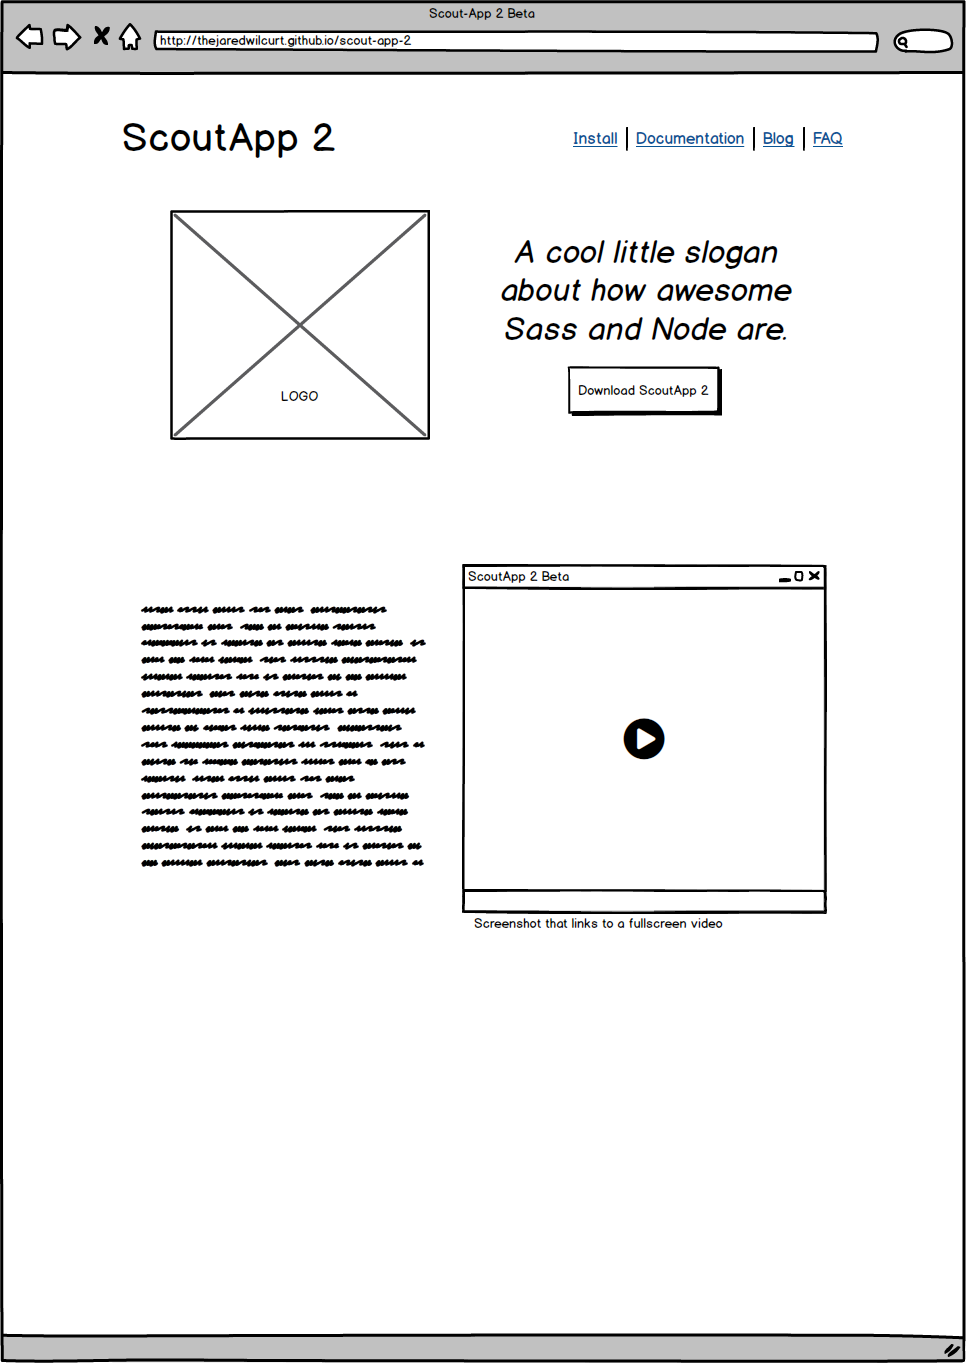 Scout-App 2 Beta
http://thejaredwilcurt.github.io/scout-app-2
ScoutApp 2
Install | Documentation | Blog | FAQ
LOGO
A cool little slogan
about how awesome
Sass and Node are.
Download ScoutApp 2
ScoutApp 2 Beta
Screenshot that links to a fullscreen video